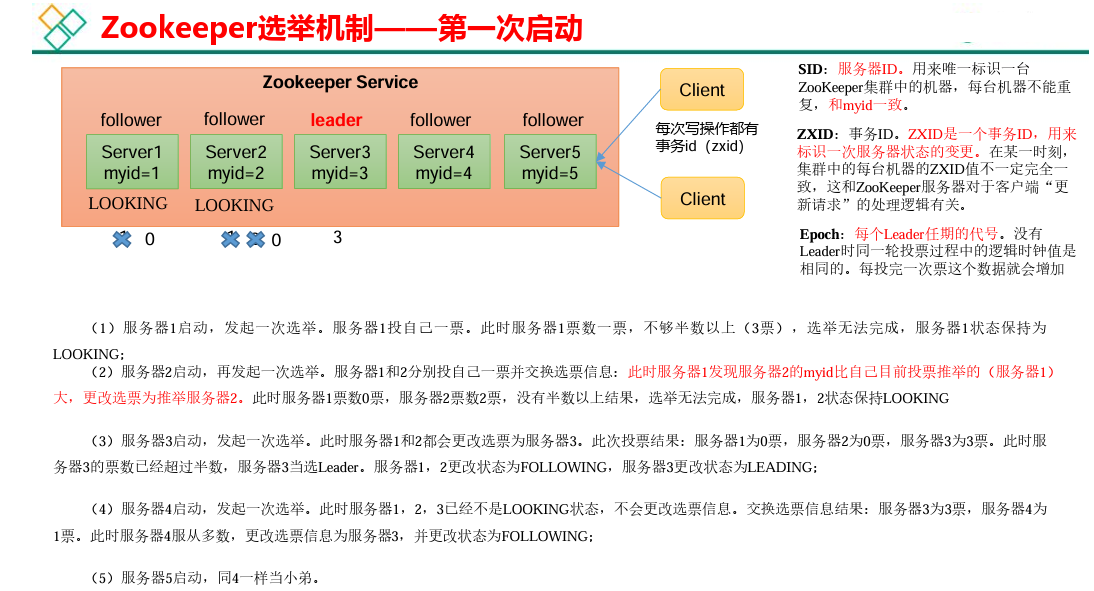 Zookeeper选举机制——第一次启动
Zookeeper Service
follower
follower
leader
follower
follower
Server1
myid=1
Server2
myid=2
Server3
myid=3
Server4
myid=4
Server5
myid=5
LOOKING
LOOKING
0
0
3
Client
每次写操作都有
事务id（zxid）
Client
SID：服务器ID。用来唯一标识一台
ZooKeeper集群中的机器，每台机器不能重
复，和myid一致。
ZXID：事务ID。ZXID是一个事务ID，用来
标识一次服务器状态的变更。在某一时刻，
集群中的每台机器的ZXID值不一定完全一
致，这和ZooKeeper服务器对于客户端“更
新请求”的处理逻辑有关。
Epoch：每个Leader任期的代号。没有
Leader时同一轮投票过程中的逻辑时钟值是
相同的。每投完一次票这个数据就会增加
（1）服务器1启动，发起一次选举。服务器1投自己一票。此时服务器1票数一票，不够半数以上（3票），选举无法完成，服务器1状态保持为
LOOKING；
（2）服务器2启动，再发起一次选举。服务器1和2分别投自己一票并交换选票信息：此时服务器1发现服务器2的myid比自己目前投票推举的（服务器1）
大，更改选票为推举服务器2。此时服务器1票数0票，服务器2票数2票，没有半数以上结果，选举无法完成，服务器1，2状态保持LOOKING
（3）服务器3启动，发起一次选举。此时服务器1和2都会更改选票为服务器3。此次投票结果：服务器1为0票，服务器2为0票，服务器3为3票。此时服
务器3的票数已经超过半数，服务器3当选Leader。服务器1，2更改状态为FOLLOWING，服务器3更改状态为LEADING；
（4）服务器4启动，发起一次选举。此时服务器1，2，3已经不是LOOKING状态，不会更改选票信息。交换选票信息结果：服务器3为3票，服务器4为
1票。此时服务器4服从多数，更改选票信息为服务器3，并更改状态为FOLLOWING；
（5）服务器5启动，同4一样当小弟。